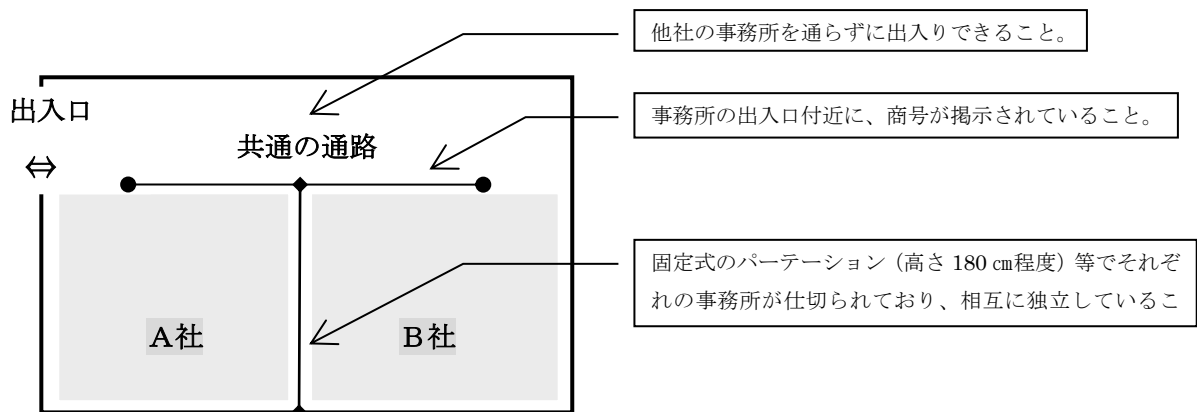 他社の事務所を通らずに出入りできること。
出入口
事務所の出入口付近に、商号が掲示されていること。
共通の通路
固定式のパーテーション（高さ 180 ㎝程度）等でそれぞ
れの事務所が仕切られており、相互に独立しているこ
A社
B社